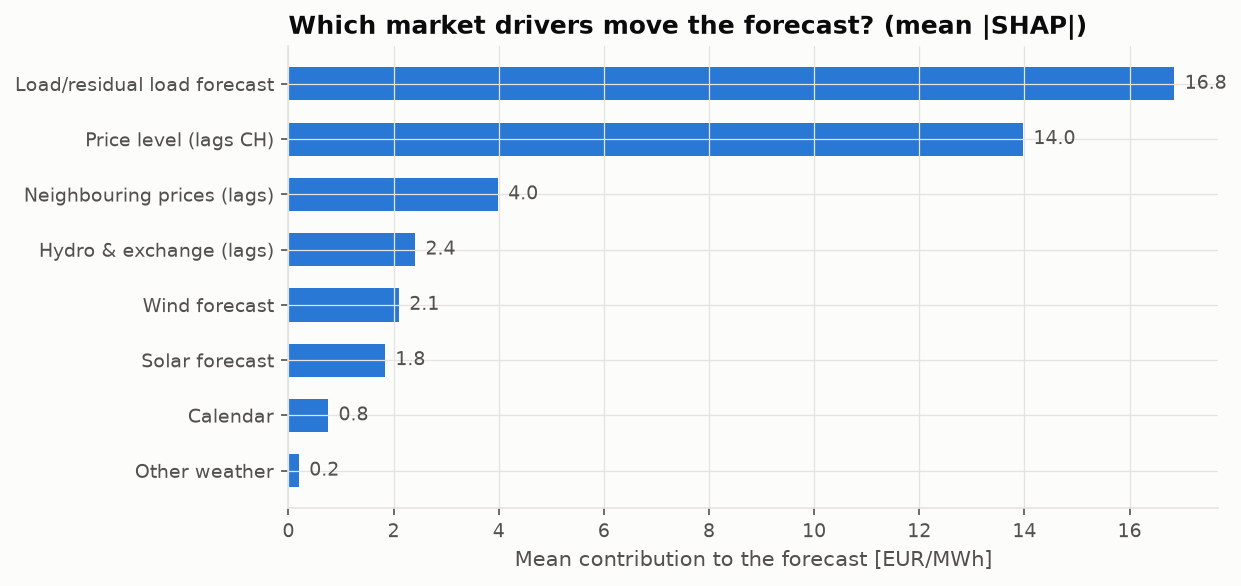 Which market drivers move the forecast? (mean |SHAP|)
Load/residual load forecast 16.8
Price level (lags CH) 14.0
Neighbouring prices (lags) 4.0
Hydro & exchange (lags) 2.4
Wind forecast 2.1
Solar forecast 1.8
Calendar 0.8
Other weather 0.2
0 2 4 6 8 10 12 14 16
Mean contribution to the forecast [EUR/MWh]